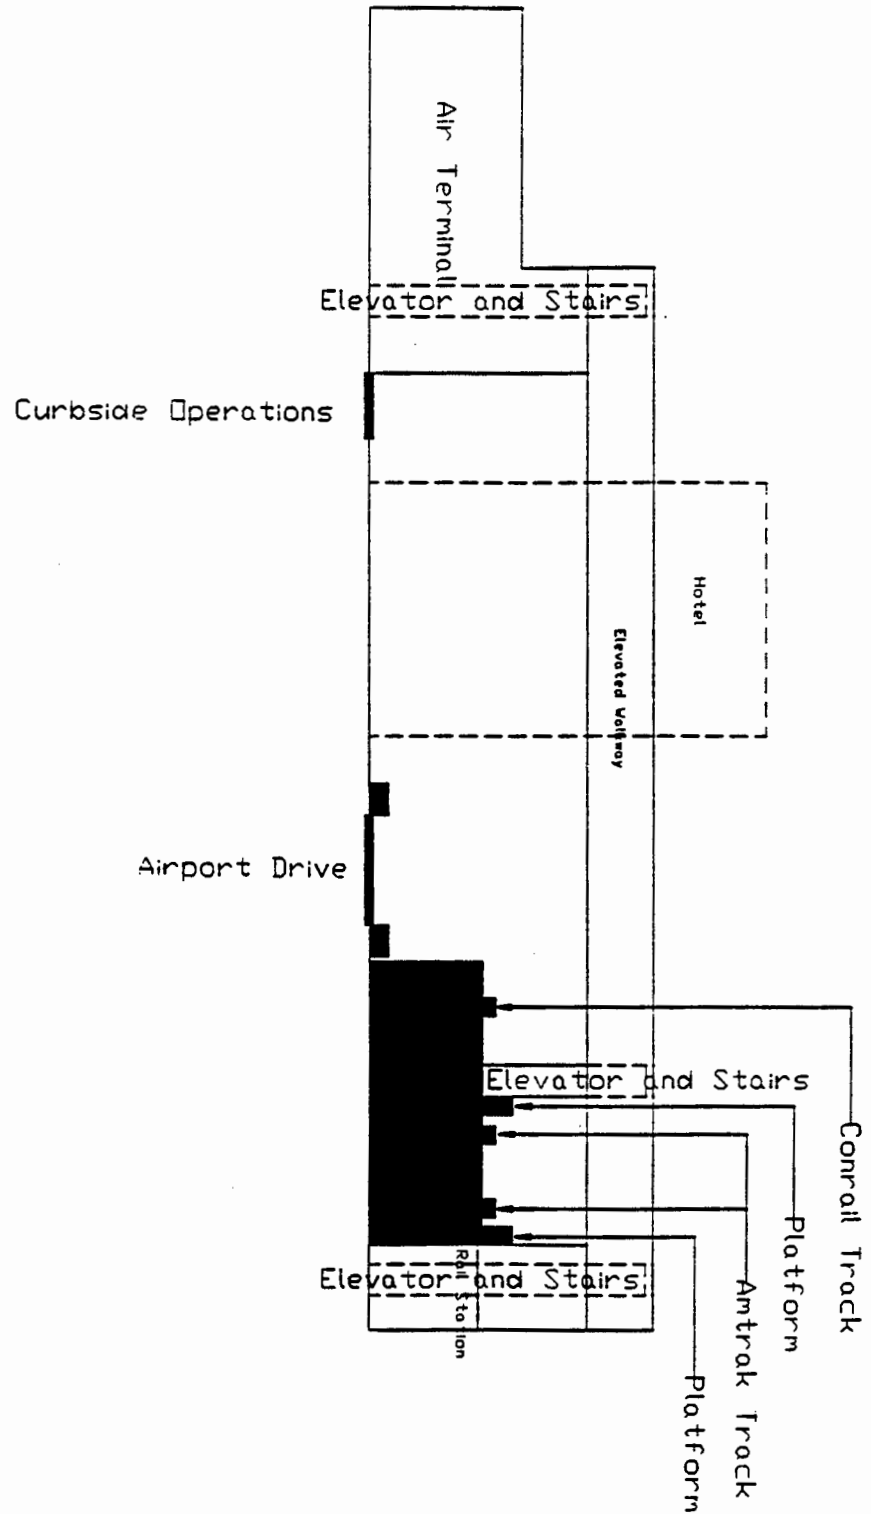 Air Terminal
Elevator and Stairs
Curbside Operations
Hotel
Elevated Walkway
Airport Drive
Elevator and Stairs
Conrail Track
Platform
Amtrak Track
Platform
Elevator and Stairs
Rail Station